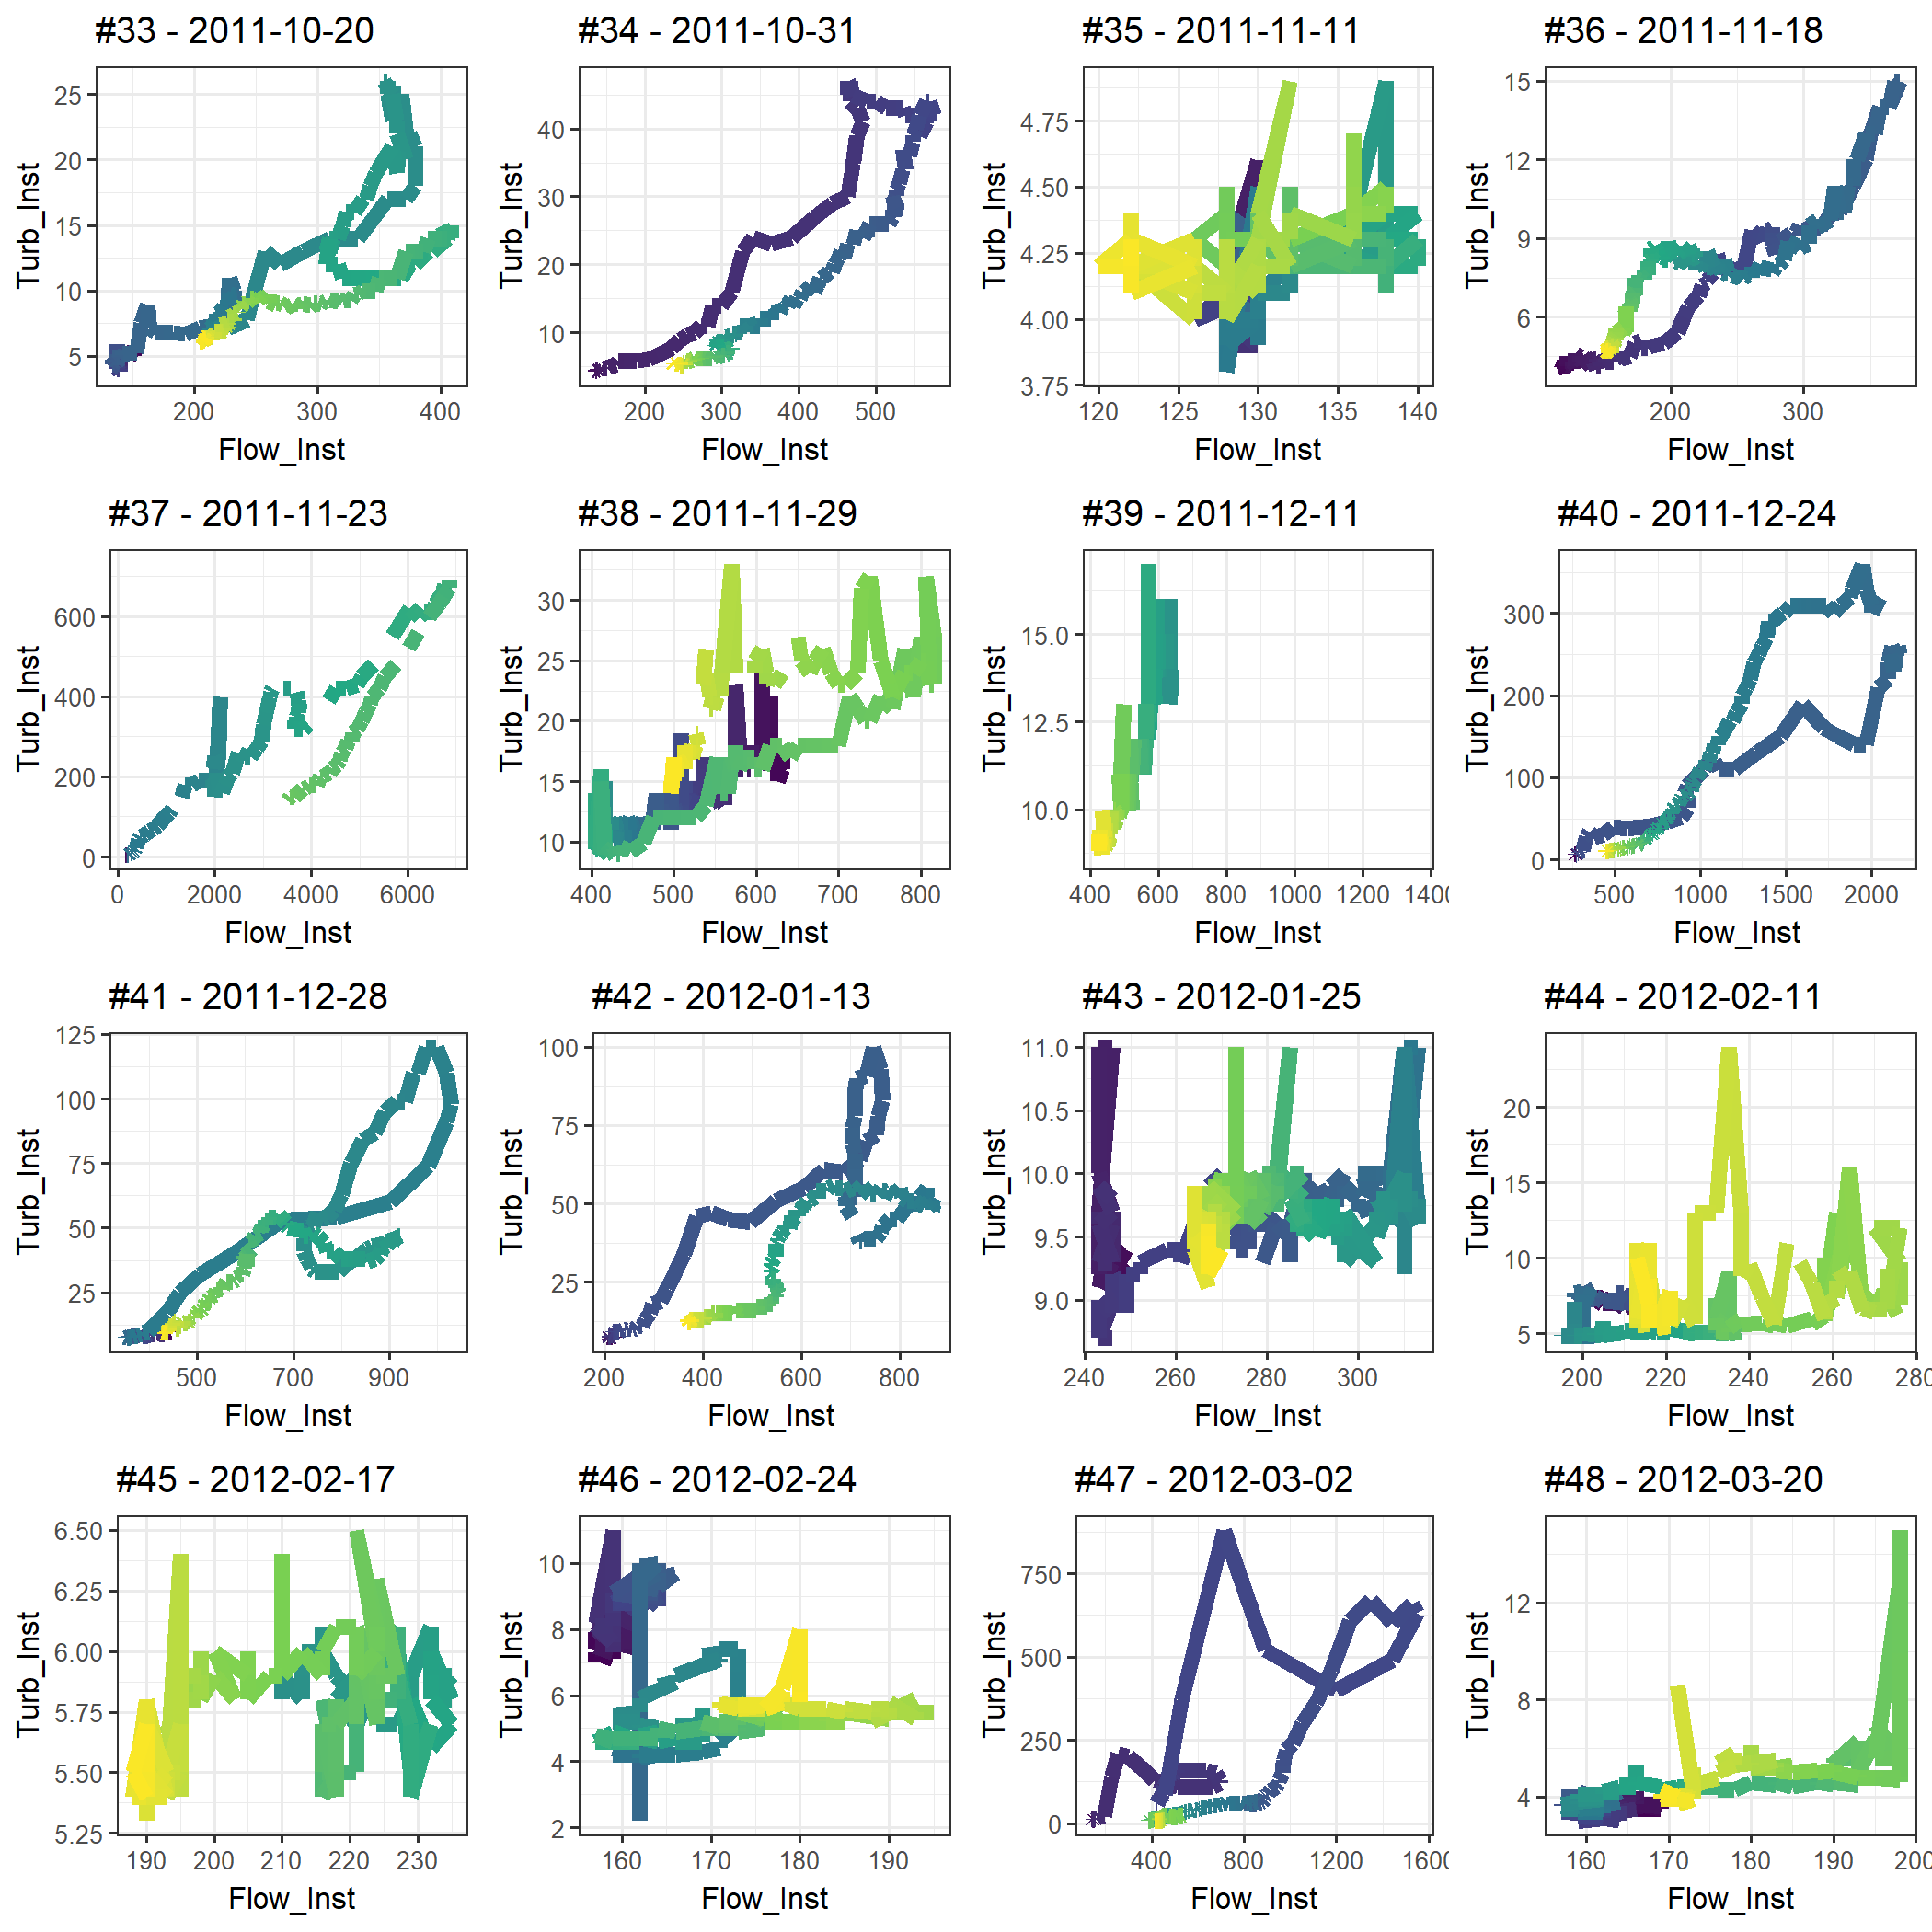 #33 - 2011-10-20 #34 - 2011-10-31 #35 - 2011-11-11 #36 - 2011-11-18
Turb_Inst
25
20
15
10
5
200 300 400
Flow_Inst
Turb_Inst
40
30
20
10
200 300 400 500
Flow_Inst
Turb_Inst
4.75
4.50
4.25
4.00
3.75
120 125 130 135 140
Flow_Inst
Turb_Inst
15
12
9
6
200 300
Flow_Inst
#37 - 2011-11-23 #38 - 2011-11-29 #39 - 2011-12-11 #40 - 2011-12-24
Turb_Inst
600
400
200
0
0 2000 4000 6000
Flow_Inst
Turb_Inst
30
25
20
15
10
400 500 600 700 800
Flow_Inst
Turb_Inst
15.0
12.5
10.0
400 600 800 1000 1200 1400
Flow_Inst
Turb_Inst
300
200
100
0
500 1000 1500 2000
Flow_Inst
#41 - 2011-12-28 #42 - 2012-01-13 #43 - 2012-01-25 #44 - 2012-02-11
Turb_Inst
125
100
75
50
25
500 700 900
Flow_Inst
Turb_Inst
100
75
50
25
200 400 600 800
Flow_Inst
Turb_Inst
11.0
10.5
10.0
9.5
9.0
240 260 280 300
Flow_Inst
Turb_Inst
20
15
10
5
200 220 240 260 280
Flow_Inst
#45 - 2012-02-17 #46 - 2012-02-24 #47 - 2012-03-02 #48 - 2012-03-20
Turb_Inst
6.50
6.25
6.00
5.75
5.50
5.25
190 200 210 220 230
Flow_Inst
Turb_Inst
10
8
6
4
2
160 170 180 190
Flow_Inst
Turb_Inst
750
500
250
0
400 800 1200 1600
Flow_Inst
Turb_Inst
12
8
4
160 170 180 190 200
Flow_Inst